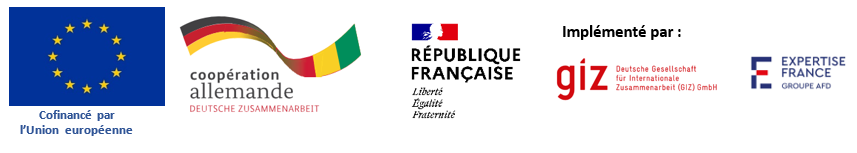 Cofinancé par
l'Union européenne
coopération
allemande
DEUTSCHE ZUSAMMENARBEIT
RÉPUBLIQUE
FRANÇAISE
Liberté
Égalité
Fraternité
Implémenté par :
giz
Deutsche Gesellschaft
für Internationale
Zusammenarbeit (GIZ) GmbH
EXPERTISE
FRANCE
GROUPE AFD